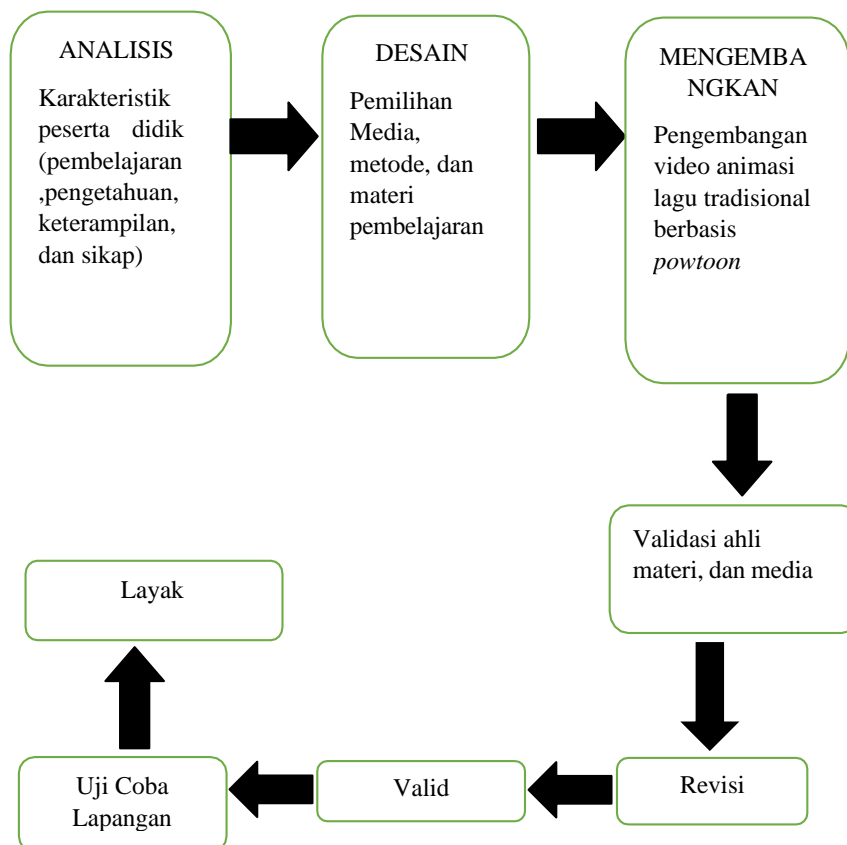 ANALISIS
Karakteristik
peserta didik
(pembelajaran
,pengetahuan,
keterampilan,
dan sikap)
DESAIN
Pemilihan
Media,
metode, dan
materi
pembelajaran
MENGEMBA
NGKAN
Pengembangan
video animasi
lagu tradisional
berbasis
powtoon
Validasi ahli
materi, dan media
Revisi
Valid
Uji Coba
Lapangan
Layak